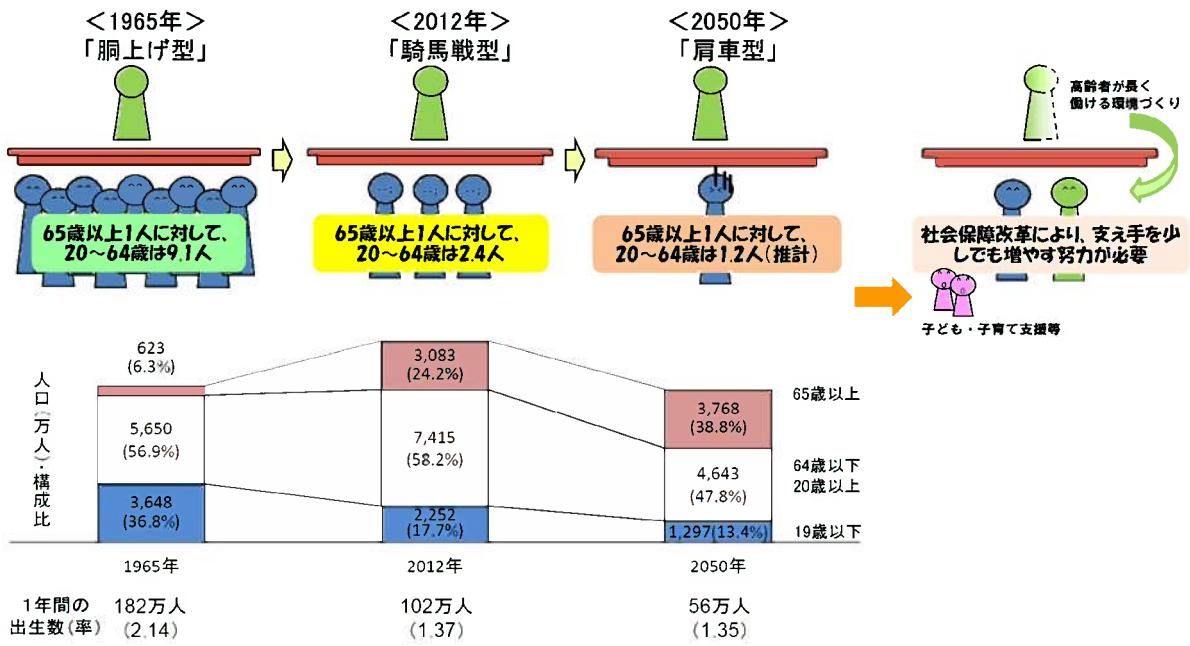 ＜1965年＞
「胴上げ型」
＜2012年＞
「騎馬戦型」
＜2050年＞
「肩車型」
高齢者が長く
働ける環境づくり
65歳以上1人に対して、
20～64歳は9.1人
65歳以上1人に対して、
20～64歳は2.4人
65歳以上1人に対して、
20～64歳は1.2人(推計)
社会保障改革により、支え手を少
しでも増やす努力が必要
子ども・子育て支援等
人口(万人)・構成比
623
(6.3%)
5,650
(56.9%)
3,648
(36.8%)
3,083
(24.2%)
7,415
(58.2%)
2,252
(17.7%)
3,768
(38.8%)
4,643
(47.8%)
1,297(13.4%)
65歳以上
64歳以下
20歳以上
19歳以下
1965年
2012年
2050年
1年間の
出生数(率)
182万人
(2.14)
102万人
(1.37)
56万人
(1.35)